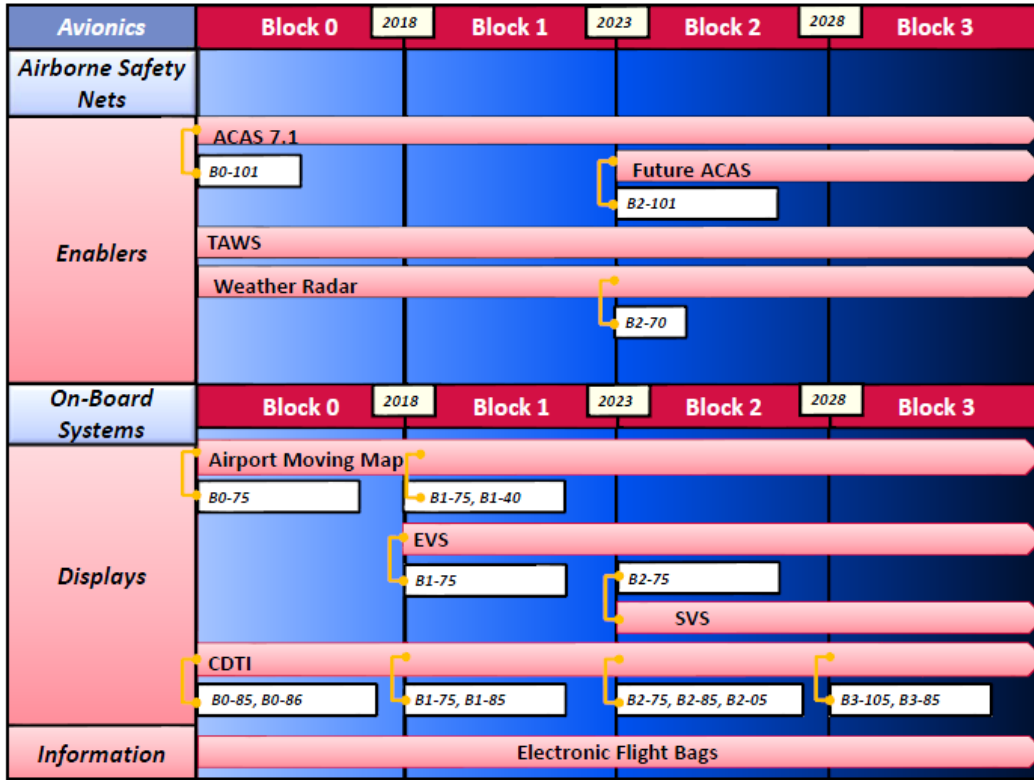 Avionics
Block 0
2018
Block 1
2023
Block 2
2028
Block 3
Airborne Safety
Nets
Enablers
ACAS 7.1
B0-101
Future ACAS
B2-101
TAWS
Weather Radar
B2-70
On-Board
Systems
Block 0
2018
Block 1
2023
Block 2
2028
Block 3
Displays
Airport Moving Map
B0-75
B1-75, B1-40
EVS
B1-75
B2-75
SVS
CDTI
B0-85, B0-86
B1-75, B1-85
B2-75, B2-85, B2-05
B3-105, B3-85
Information
Electronic Flight Bags